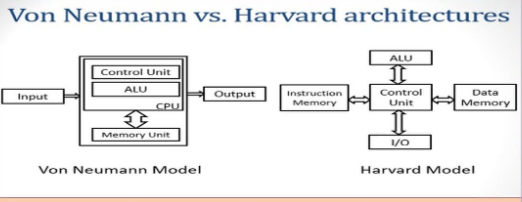 Von Neumann vs. Harvard architectures
Input
Control Unit
ALU
CPU
Memory Unit
Output
Von Neumann Model
ALU
Instruction
Memory
Control
Unit
Data
Memory
I/O
Harvard Model